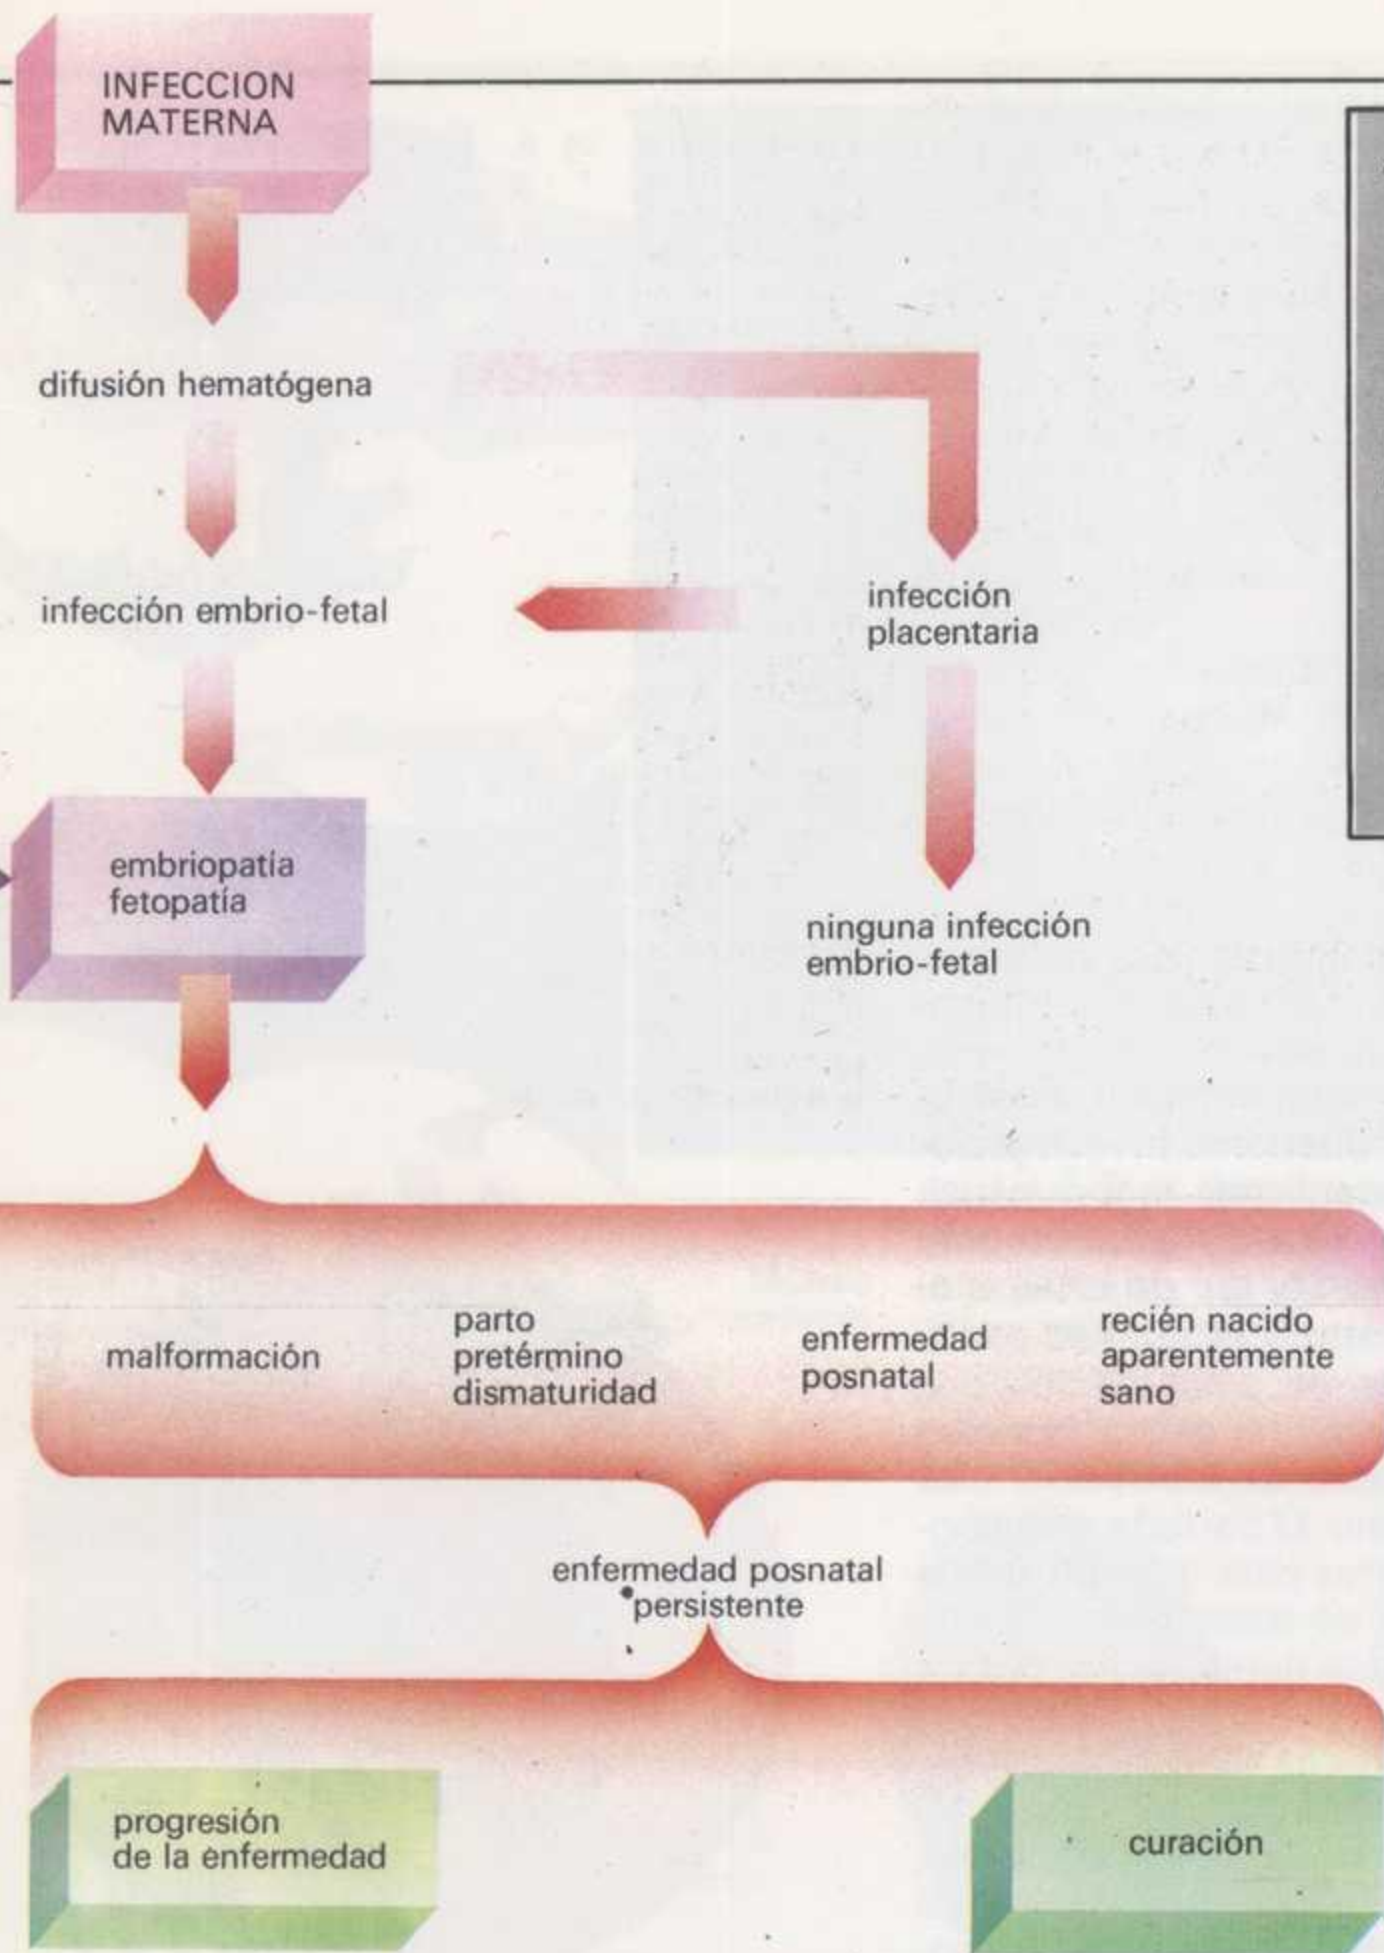 INFECCION
MATERNA
difusión hematógena
infección embrio-fetal
infección
placentaria
embriopatía
fetopatía
ninguna infección
embrio-fetal
malformación
parto
pretérmino
dismaturidad
enfermedad
posnatal
recién nacido
aparentemente
sano
enfermedad posnatal
persistente
progresión
de la enfermedad
curación